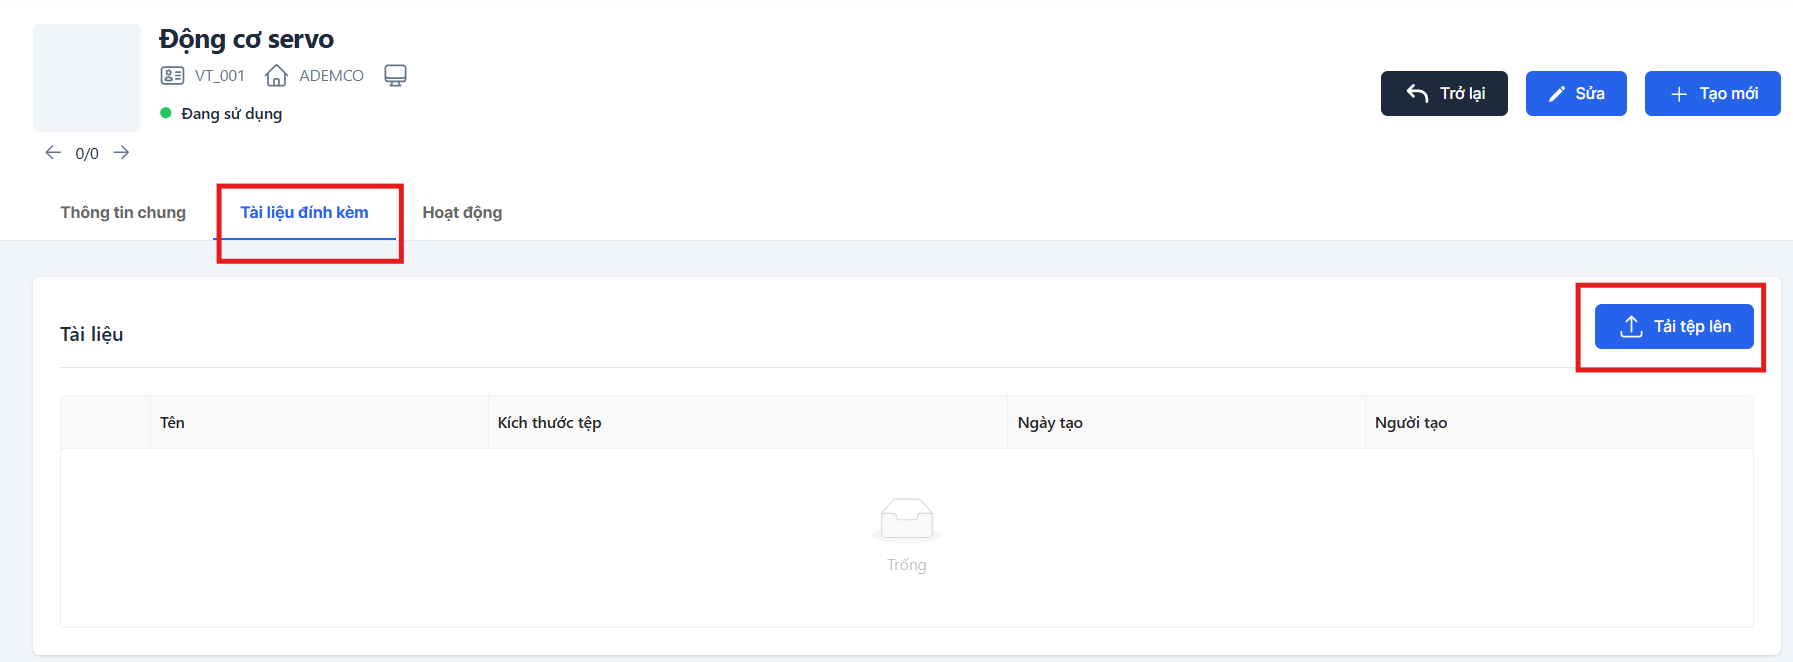 Động cơ servo
VT_001 ADEMCO
Đang sử dụng
0/0
Trở lại
Sửa
Tạo mới
Thông tin chung
Tài liệu đính kèm
Hoạt động
Tài liệu
Tải tệp lên
Tên
Kích thước tệp
Ngày tạo
Người tạo
Trống